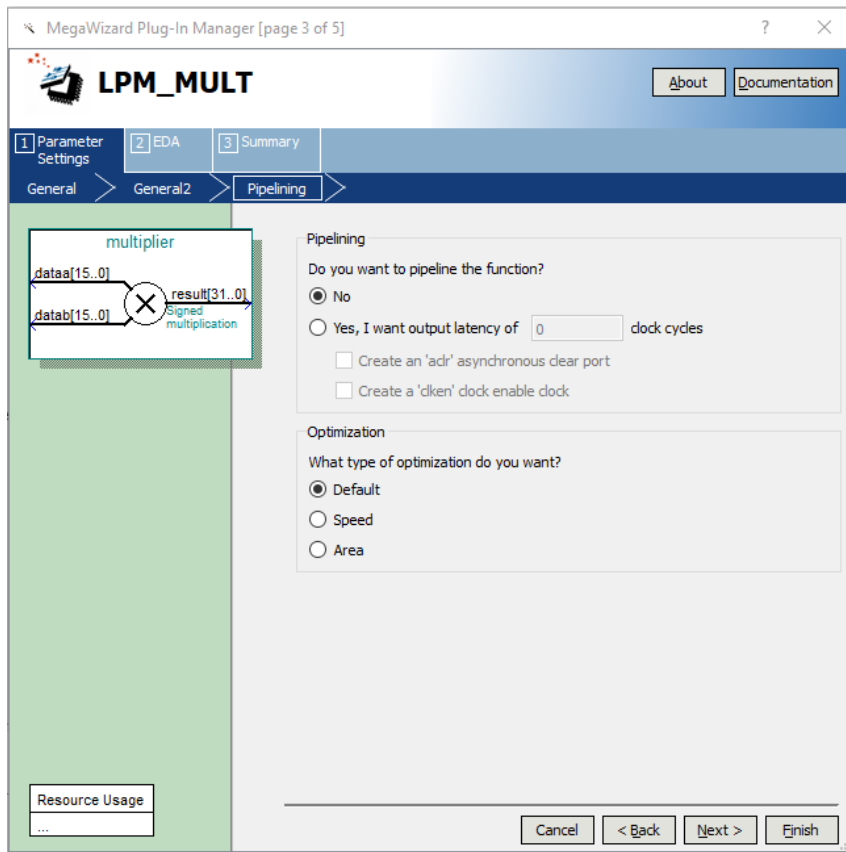 MegaWizard Plug-In Manager [page 3 of 5]
?
LPM_MULT
About
Documentation
1 Parameter Settings
2 EDA
3 Summary
General
General2
Pipelining
multiplier
dataa[15..0]
datab[15..0]
result[31..0]
Signed
multiplication
Pipelining
Do you want to pipeline the function?
No
Yes, I want output latency of 0 clock cycles
Create an 'aclr' asynchronous clear port
Create a 'clken' clock enable clock
Optimization
What type of optimization do you want?
Default
Speed
Area
Resource Usage
...
Cancel
< Back
Next >
Finish